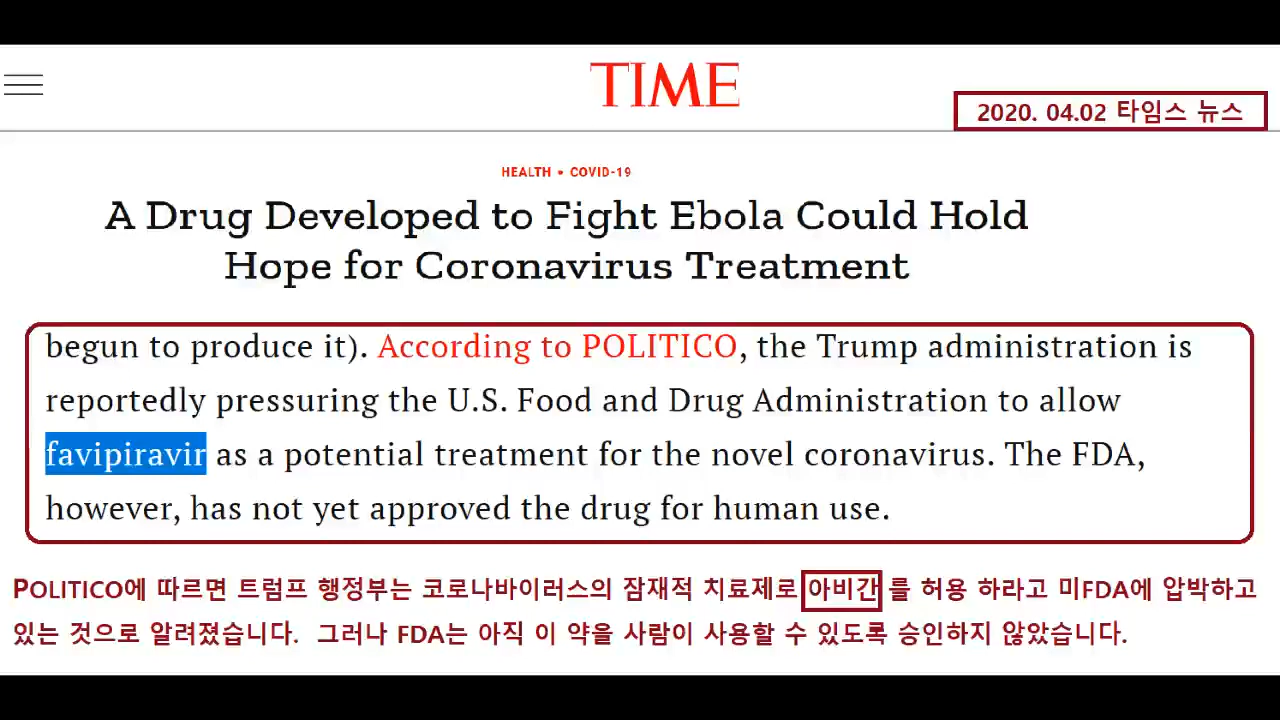 TIME
2020. 04.02 타임스 뉴스
HEALTH • COVID-19
A Drug Developed to Fight Ebola Could Hold
Hope for Coronavirus Treatment
begun to produce it). According to POLITICO, the Trump administration is
reportedly pressuring the U.S. Food and Drug Administration to allow
favipiravir as a potential treatment for the novel coronavirus. The FDA,
however, has not yet approved the drug for human use.
POLITICO에 따르면 트럼프 행정부는 코로나바이러스의 잠재적 치료제로 아비간 를 허용 하라고 미FDA에 압박하고
있는 것으로 알려졌습니다. 그러나 FDA는 아직 이 약을 사람이 사용할 수 있도록 승인하지 않았습니다.